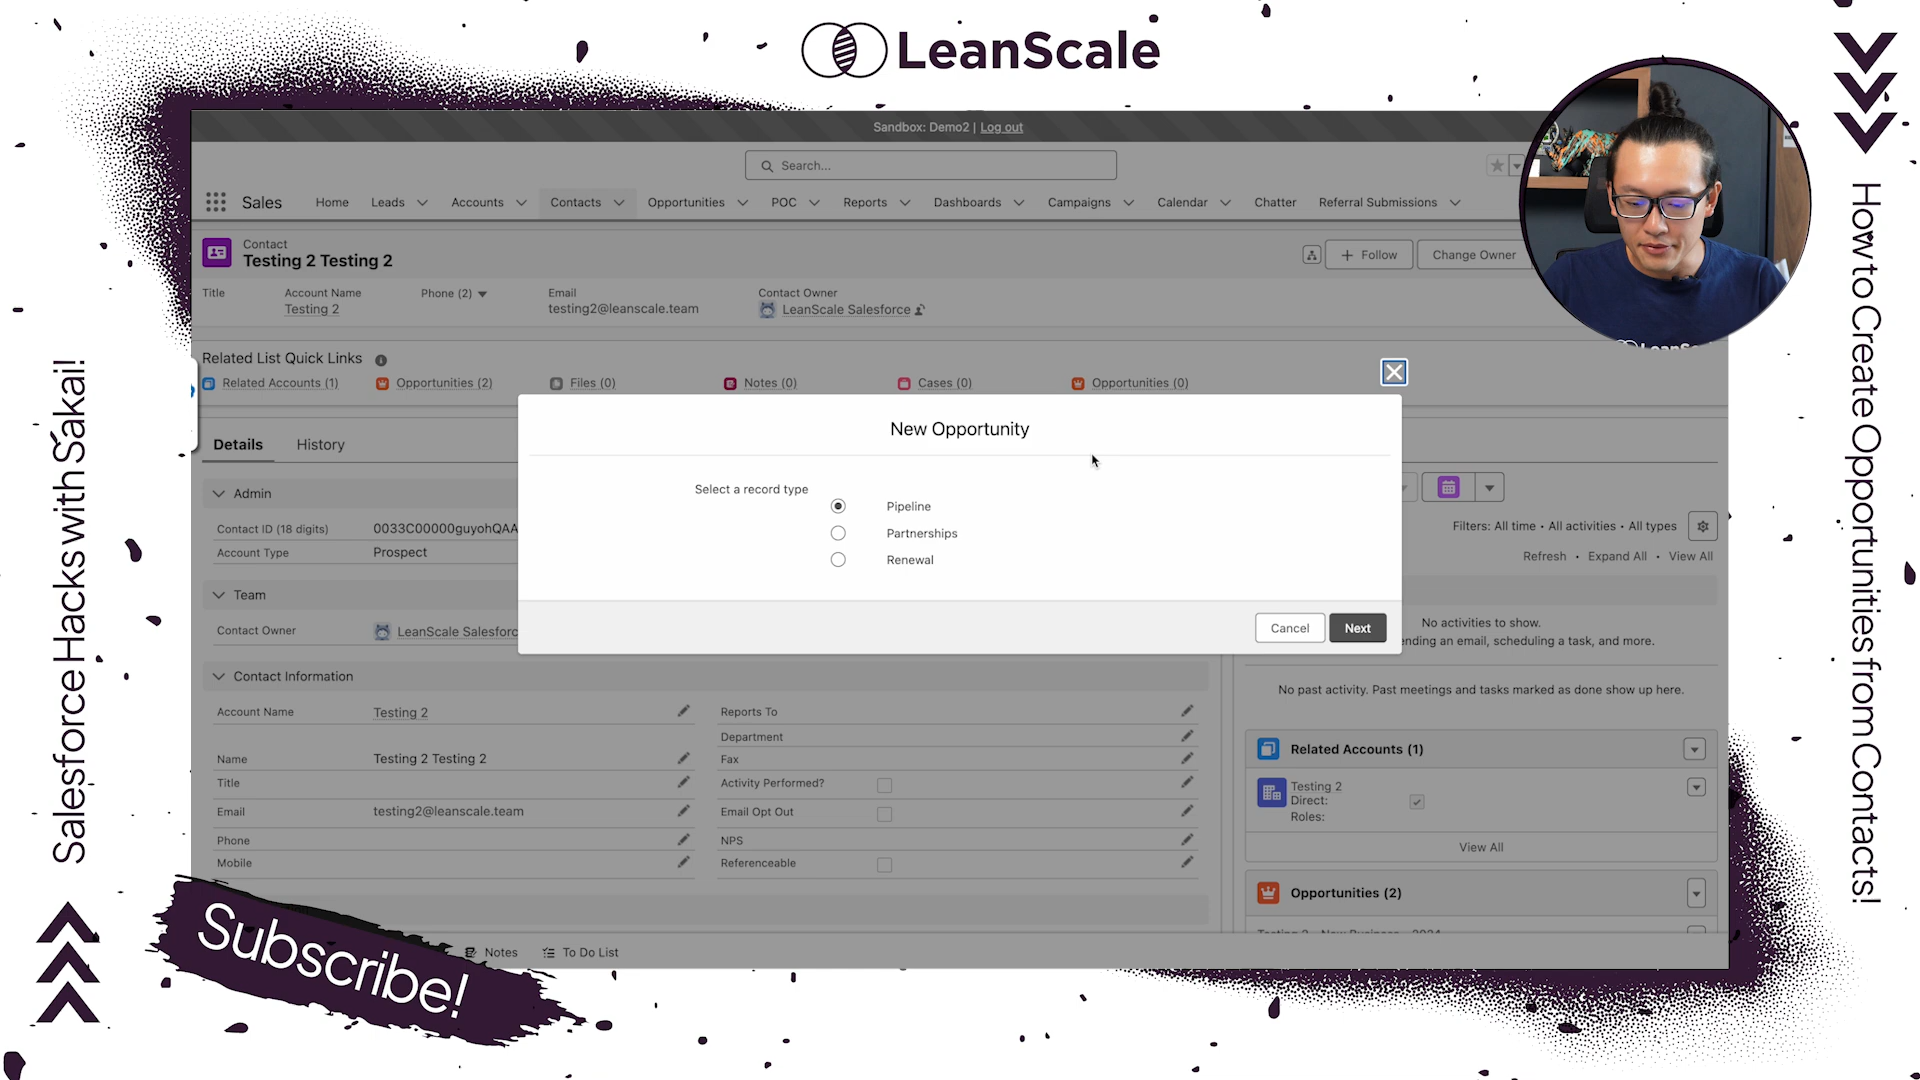 LeanScale
Sandbox: Demo2 | Log out
Search...
Sales
Home
Leads
Accounts
Contacts
Opportunities
POC
Reports
Dashboards
Campaigns
Calendar
Chatter
Referral Submissions
Contact
Testing 2 Testing 2
Follow
Change Owner
Title
Account Name
Testing 2
Phone (2)
Email
testing2@leanscale.team
Contact Owner
LeanScale Salesforce
Related List Quick Links
Related Accounts (1)
Opportunities (2)
Files (0)
Notes (0)
Cases (0)
Opportunities (0)
New Opportunity
Select a record type
Pipeline
Partnerships
Renewal
Cancel
Next
Details
History
Admin
Contact ID (18 digits)
0033C00000guyohQAA
Account Type
Prospect
Team
Contact Owner
LeanScale Salesforc
Contact Information
Account Name
Testing 2
Name
Testing 2 Testing 2
Title
Email
testing2@leanscale.team
Phone
Mobile
Reports To
Department
Fax
Activity Performed?
Email Opt Out
NPS
Referenceable
Filters: All time • All activities • All types
Refresh • Expand All • View All
No activities to show.
ending an email, scheduling a task, and more.
No past activity. Past meetings and tasks marked as done show up here.
Related Accounts (1)
Testing 2
Direct:
Roles:
View All
Opportunities (2)
Notes
To Do List
Salesforce Hacks with Sakai!
How to Create Opportunities from Contacts!
Subscribe!